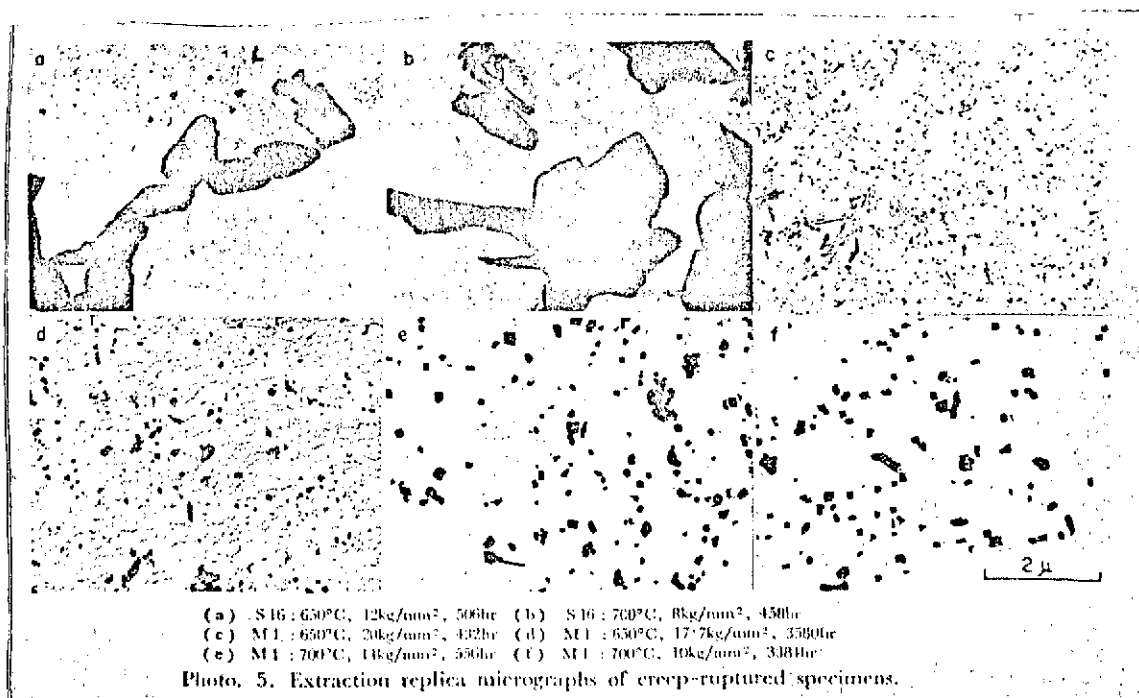 a
b
c
d
e
f
2 μ
(a) S16 : 650°C, 12kg/mm², 506hr (b) S16 : 700°C, 8kg/mm², 458hr
(c) M1 : 650°C, 20kg/mm², 432hr (d) M1 : 650°C, 17·7kg/mm², 3580hr
(e) M1 : 700°C, 14kg/mm², 556hr (f) M1 : 700°C, 10kg/mm²,
Photo. 5. Extraction replica micrographs of creep-ruptured specimens.